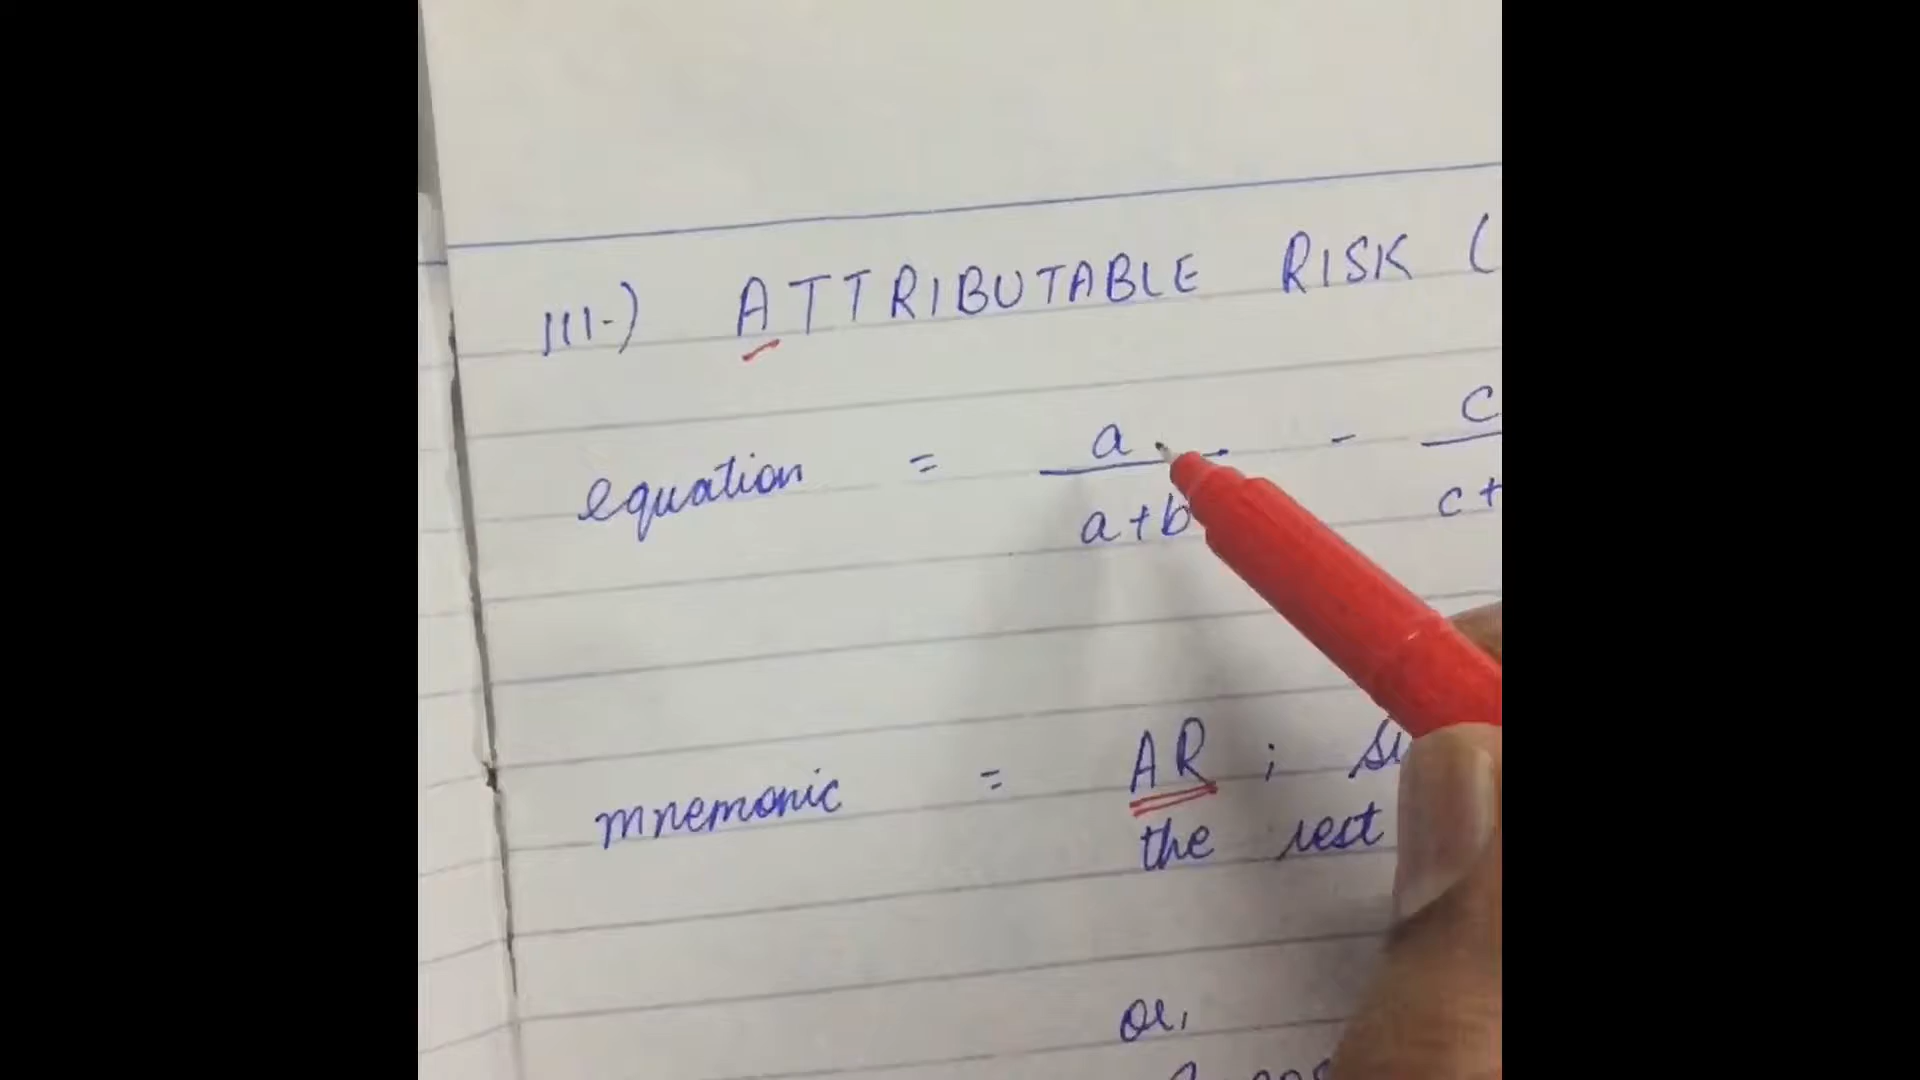 III.) ATTRIBUTABLE RISK (
equation = a / a+b - c / c+
mnemonic = AR ;
the rest
or,